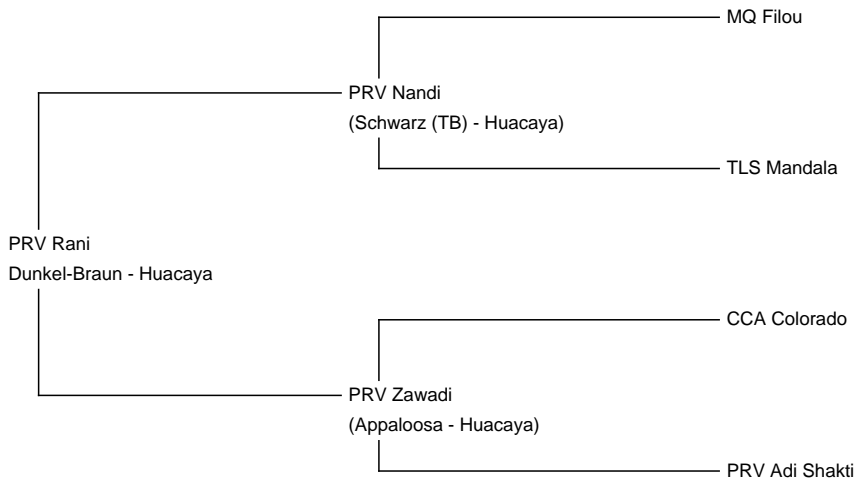 MQ Filou
PRV Nandi
(Schwarz (TB) - Huacaya)
TLS Mandala
PRV Rani
Dunkel-Braun - Huacaya
CCA Colorado
PRV Zawadi
(Appaloosa - Huacaya)
PRV Adi Shakti